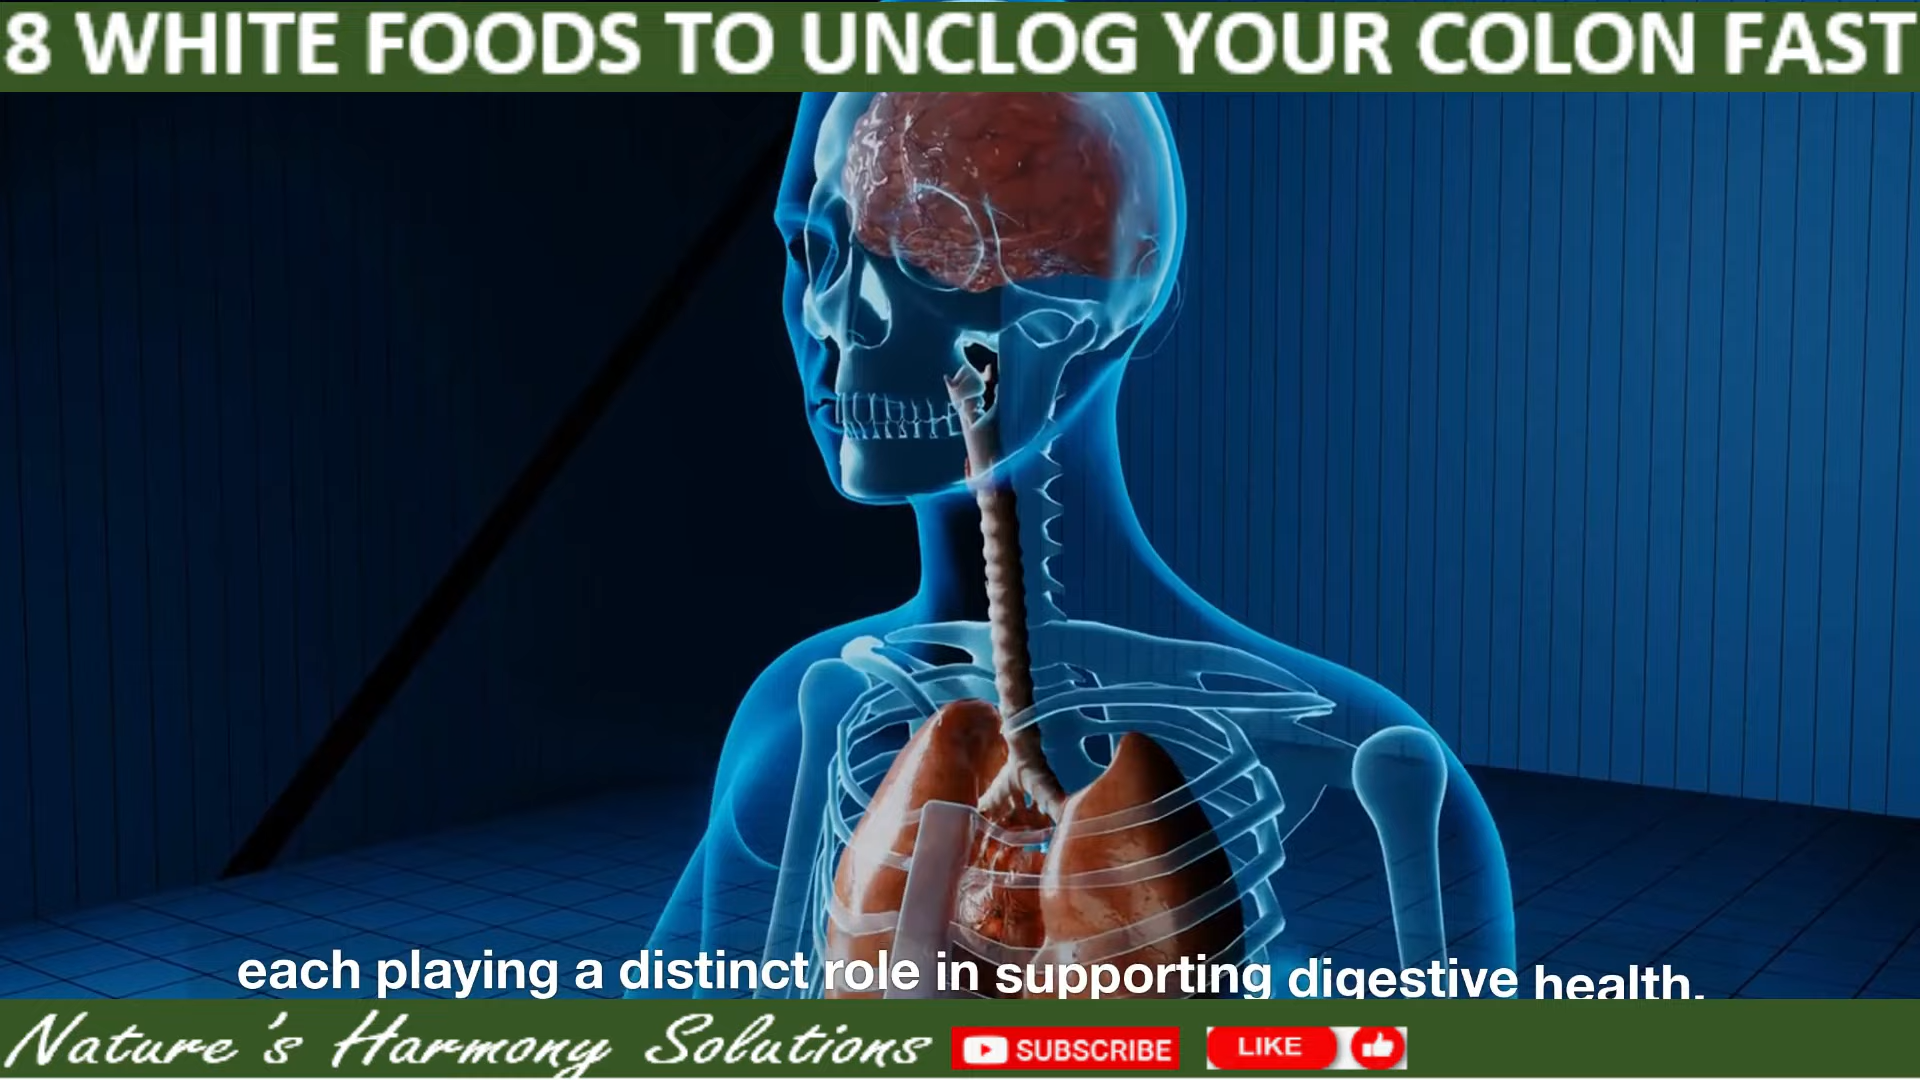 8 WHITE FOODS TO UNCLOG YOUR COLON FAST
each playing a distinct role in supporting digestive health.
Nature's Harmony Solutions SUBSCRIBE LIKE